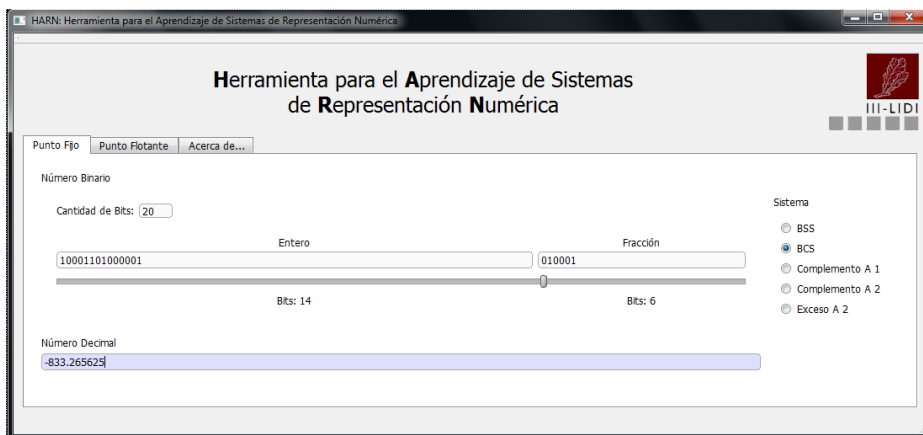 HARN: Herramienta para el Aprendizaje de Sistemas de Representación Numérica
Herramienta para el Aprendizaje de Sistemas
de Representación Numérica
III-LIDI
Punto Fijo Punto Flotante Acerca de...
Número Binario
Cantidad de Bits: 20
Entero Fracción
10001101000001 010001
Bits: 14 Bits: 6
Sistema
BSS
BCS
Complemento A 1
Complemento A 2
Exceso A 2
Número Decimal
-833.265625